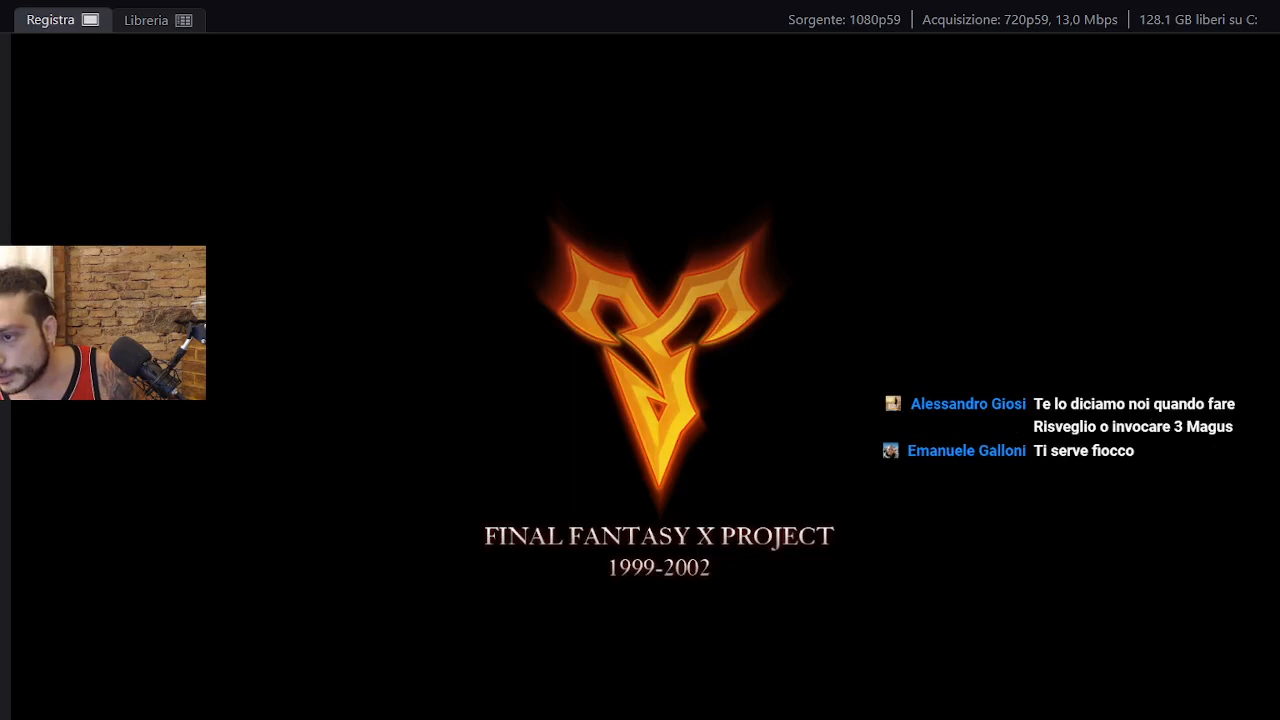 Registra
Libreria
Sorgente: 1080p59
Acquisizione: 720p59, 13,0 Mbps
128.1 GB liberi su C:
Alessandro Giosi Te lo diciamo noi quando fare
Risveglio o invocare 3 Magus
Emanuele Galloni Ti serve fiocco
FINAL FANTASY X PROJECT
1999-2002